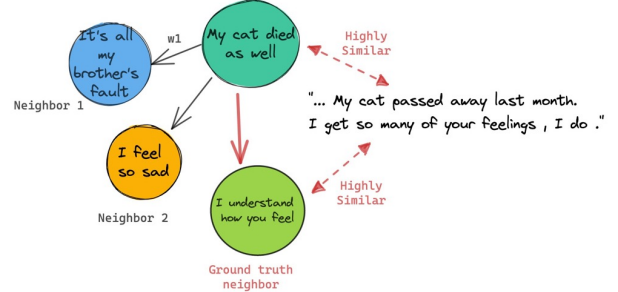 It's all
my
brother's
fault
Neighbor 1
w1
My cat died
as well
Highly
Similar
"... My cat passed away last month.
I get so many of your feelings , I do ."
I feel
so sad
Neighbor 2
Highly
Similar
I understand
how you feel
Ground truth
neighbor